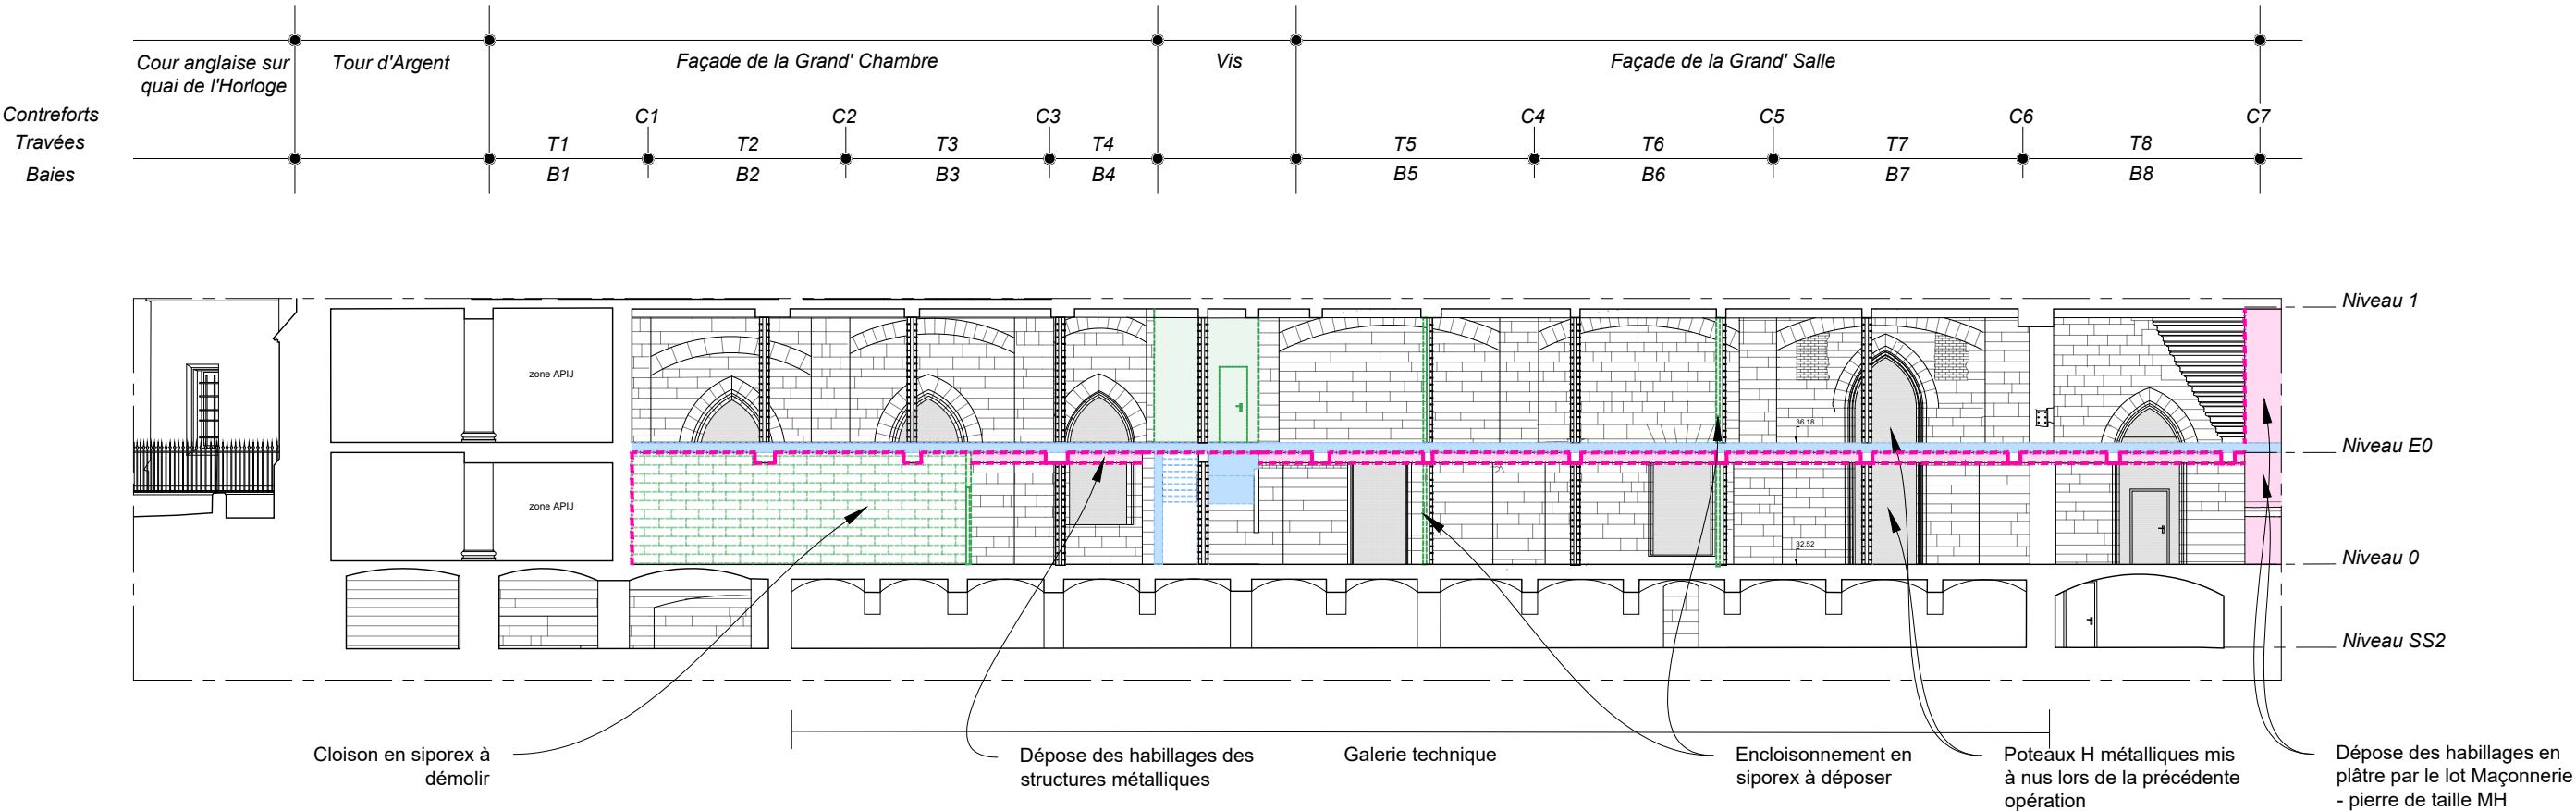 Cour anglaise sur
quai de l'Horloge
Tour d'Argent
Façade de la Grand' Chambre
Vis
Façade de la Grand' Salle
Contreforts
C1
C2
C3
C4
C5
C6
C7
Travées
T1
T2
T3
T4
T5
T6
T7
T8
Baies
B1
B2
B3
B4
B5
B6
B7
B8
Niveau 1
zone APIJ
36.18
Niveau E0
zone APIJ
32.52
Niveau 0
Niveau SS2
Cloison en siporex à
démolir
Dépose des habillages des
structures métalliques
Galerie technique
Encloisonnement en
siporex à déposer
Poteaux H métalliques mis
à nus lors de la précédente
opération
Dépose des habillages en
plâtre par le lot Maçonnerie
- pierre de taille MH